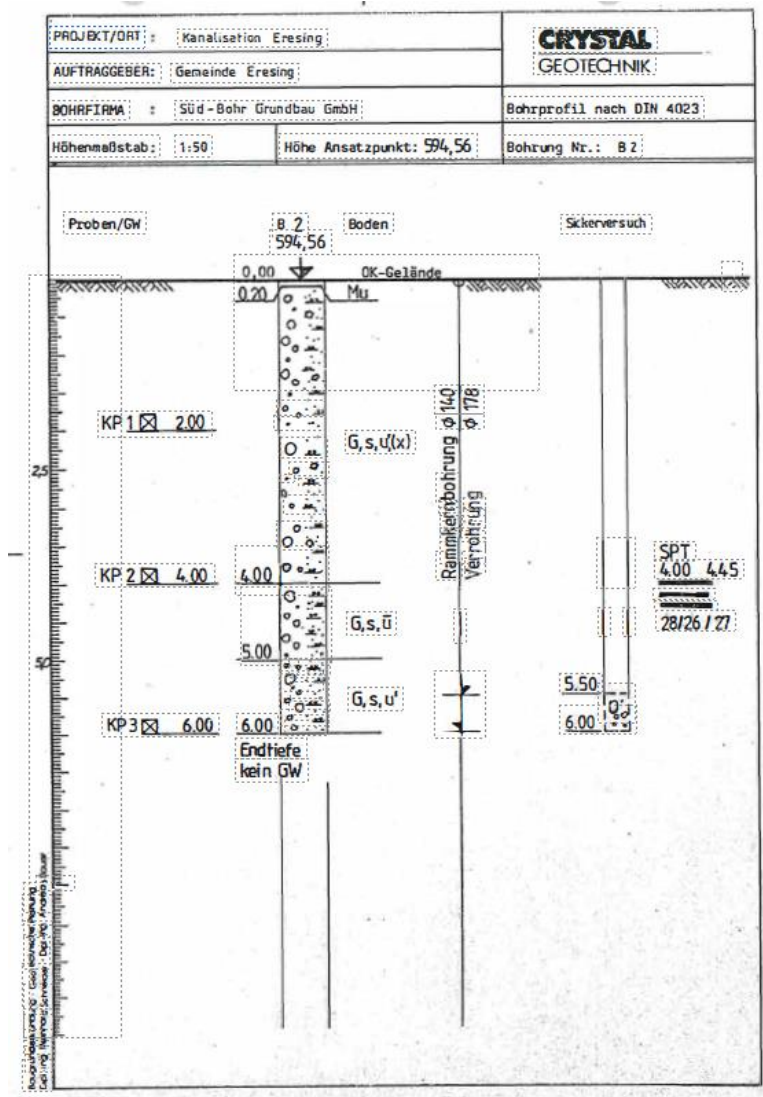 PROJEKT/ORT : Kanalisation Eresing
CRYSTAL
GEOTECHNIK
AUFTRAGGEBER: Gemeinde Eresing
BOHRFIRMA : Süd-Bohr Grundbau GmbH
Bohrprofil nach DIN 4023
Höhenmaßstab: 1:50
Höhe Ansatzpunkt: 594,56
Bohrung Nr.: B 2
Proben/GW
B 2
594,56
Boden
Sickerversuch
0,00
OK-Gelände
0.20
Mu
KP 1 2.00
G,s,u',(x)
Rammkernbohrung ϕ 140
Verrohrung ϕ 178
2,5
SPT
4.00 4.45
KP 2 4.00
4.00
28/26/27
G,s,ū
5.00
5,0
5.50
G,s,u'
KP3 6.00
6.00
6.00
Endtiefe
kein GW
Baugrunderkundung · Geotechnische Planung